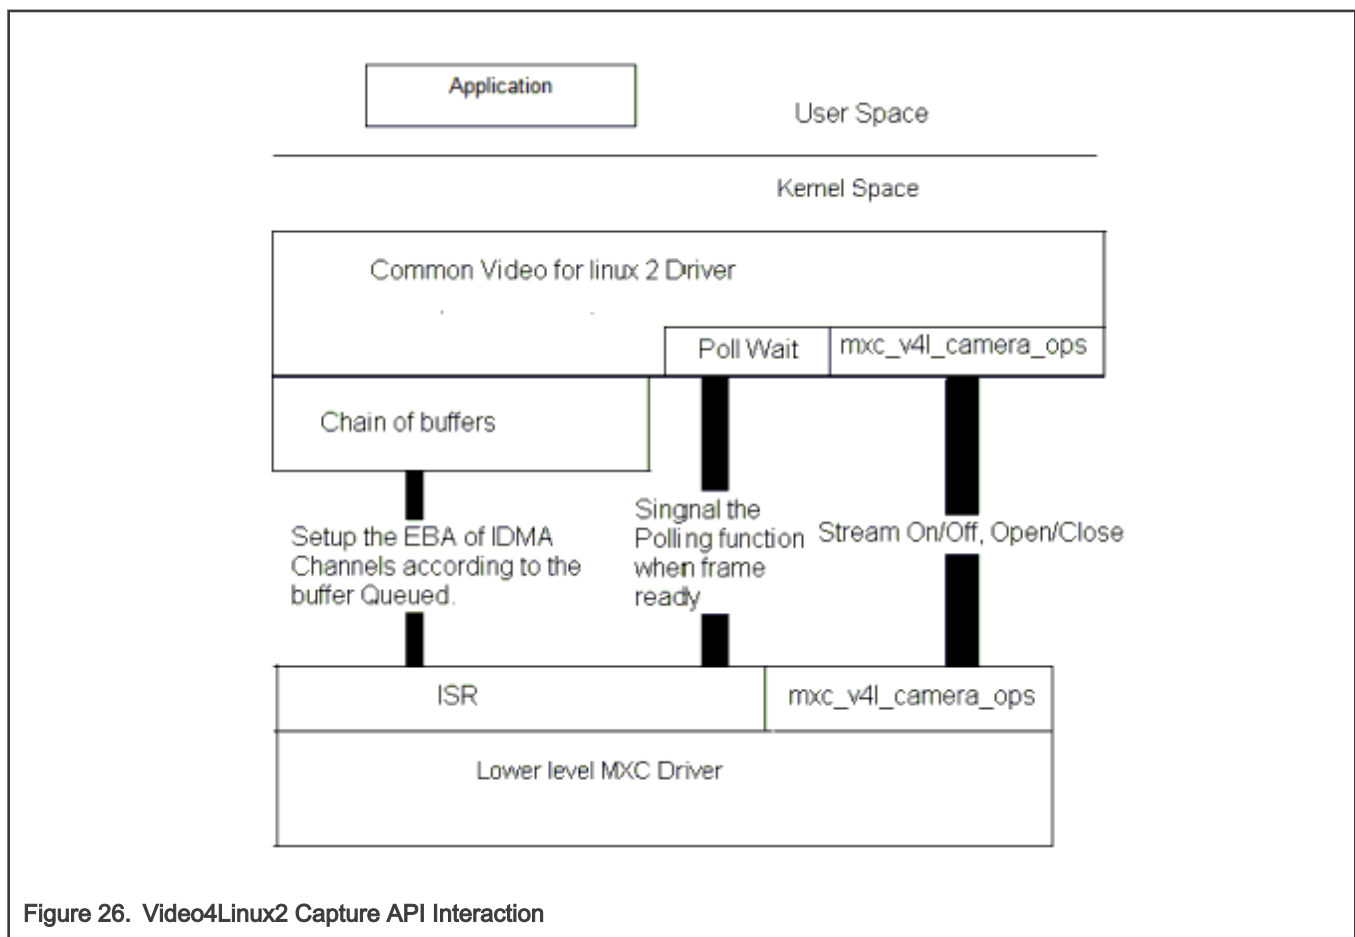 Application
User Space
Kernel Space
Common Video for linux 2 Driver
Poll Wait
mxc_v4l_camera_ops
Chain of buffers
Setup the EBA of IDMA
Channels according to the
buffer Queued.
Singnal the
Polling function
when frame
ready
Stream On/Off, Open/Close
ISR
mxc_v4l_camera_ops
Lower level MXC Driver
Figure 26. Video4Linux2 Capture API Interaction